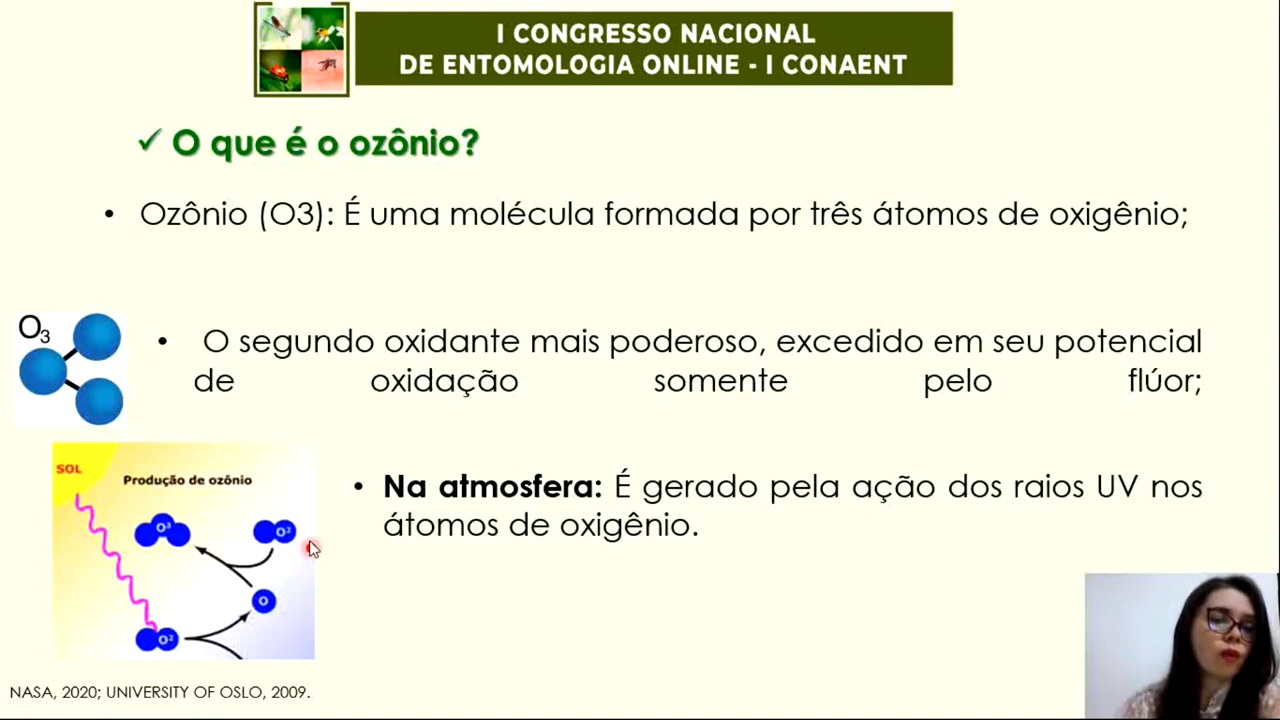 I CONGRESSO NACIONAL
DE ENTOMOLOGIA ONLINE - I CONAENT
✓ O que é o ozônio?
• Ozônio (O3): É uma molécula formada por três átomos de oxigênio;
O3
• O segundo oxidante mais poderoso, excedido em seu potencial
de oxidação somente pelo flúor;
SOL
Produção de ozônio
O3
O2
O
O2
• Na atmosfera: É gerado pela ação dos raios UV nos
átomos de oxigênio.
NASA, 2020; UNIVERSITY OF OSLO, 2009.